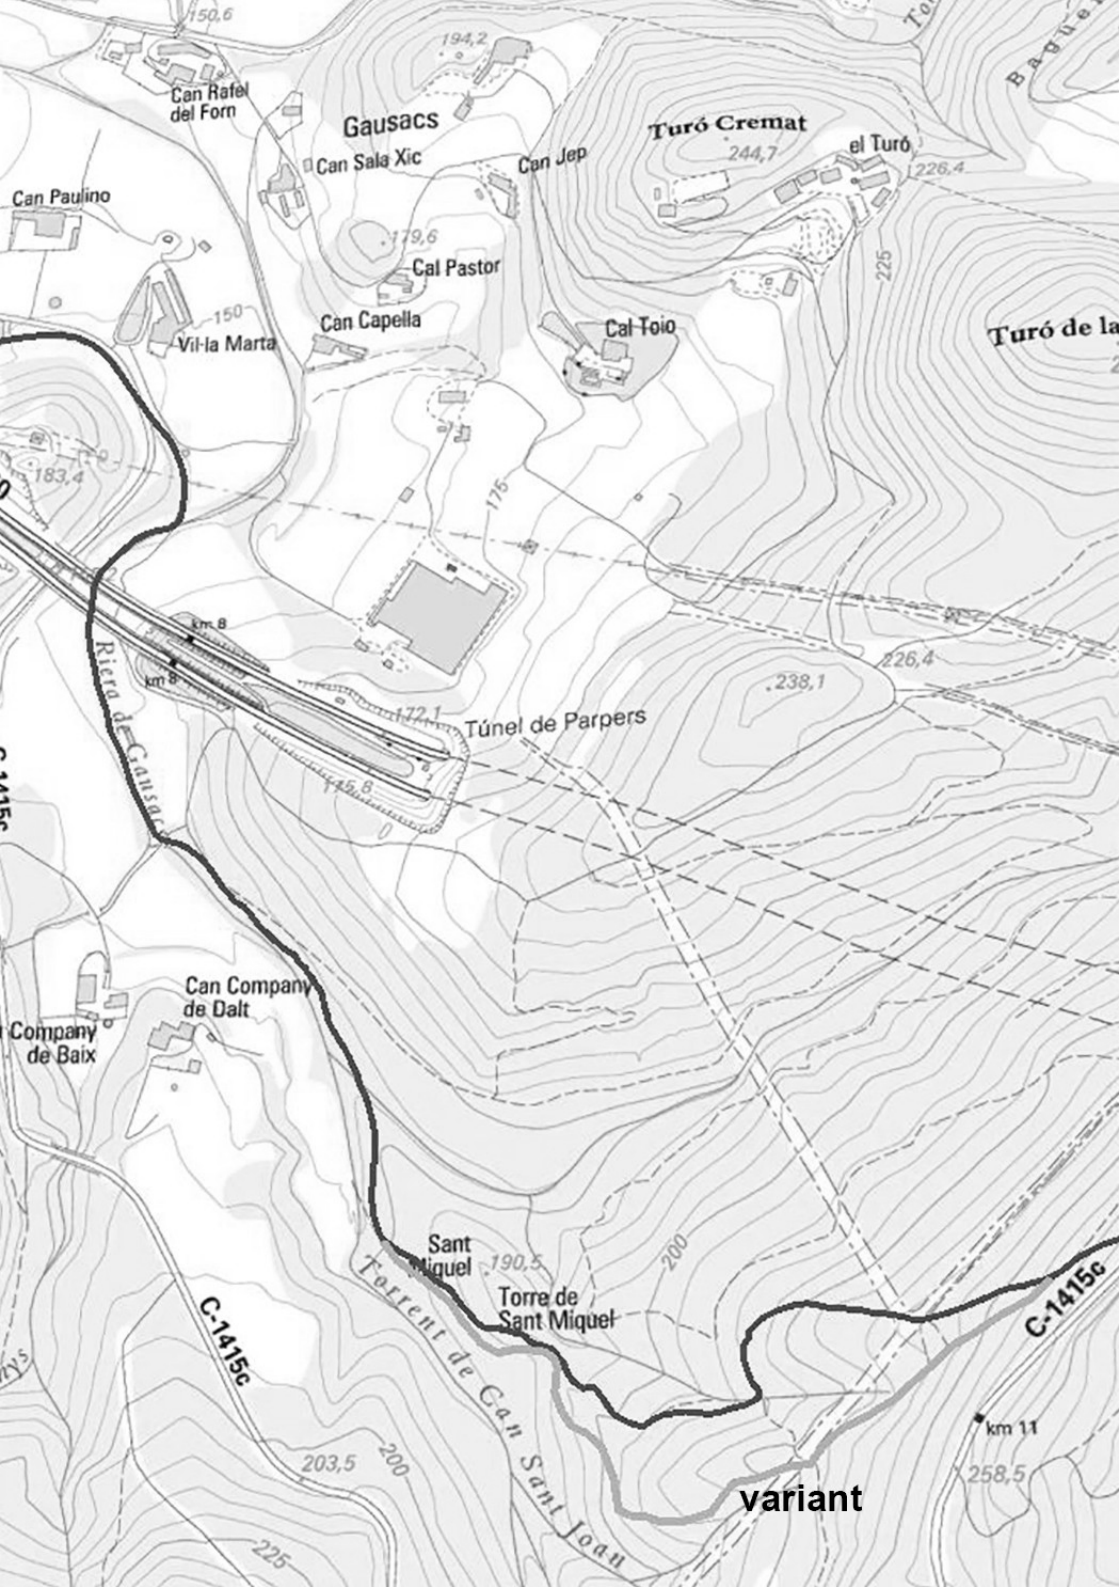 150,6
194,2
Can Rafel
del Forn
Gausacs
Turó Cremat
244,7
el Turó
226,4
Can Sala Xic
Can Jep
Can Paulino
179,6
Cal Pastor
225
150
Vil·la Marta
Can Capella
Cal Toio
Turó de la
183,4
175
km 8
km 8
Riera de Gausac
172,1
Túnel de Parpers
226,4
238,1
C-1415c
Can Company
de Dalt
Company
de Baix
Sant
Miquel
190,5
200
Torre de
Sant Miquel
Torrent de Can Sant Joan
C-1415c
C-1415c
km 11
258,5
203,5
200
variant
225